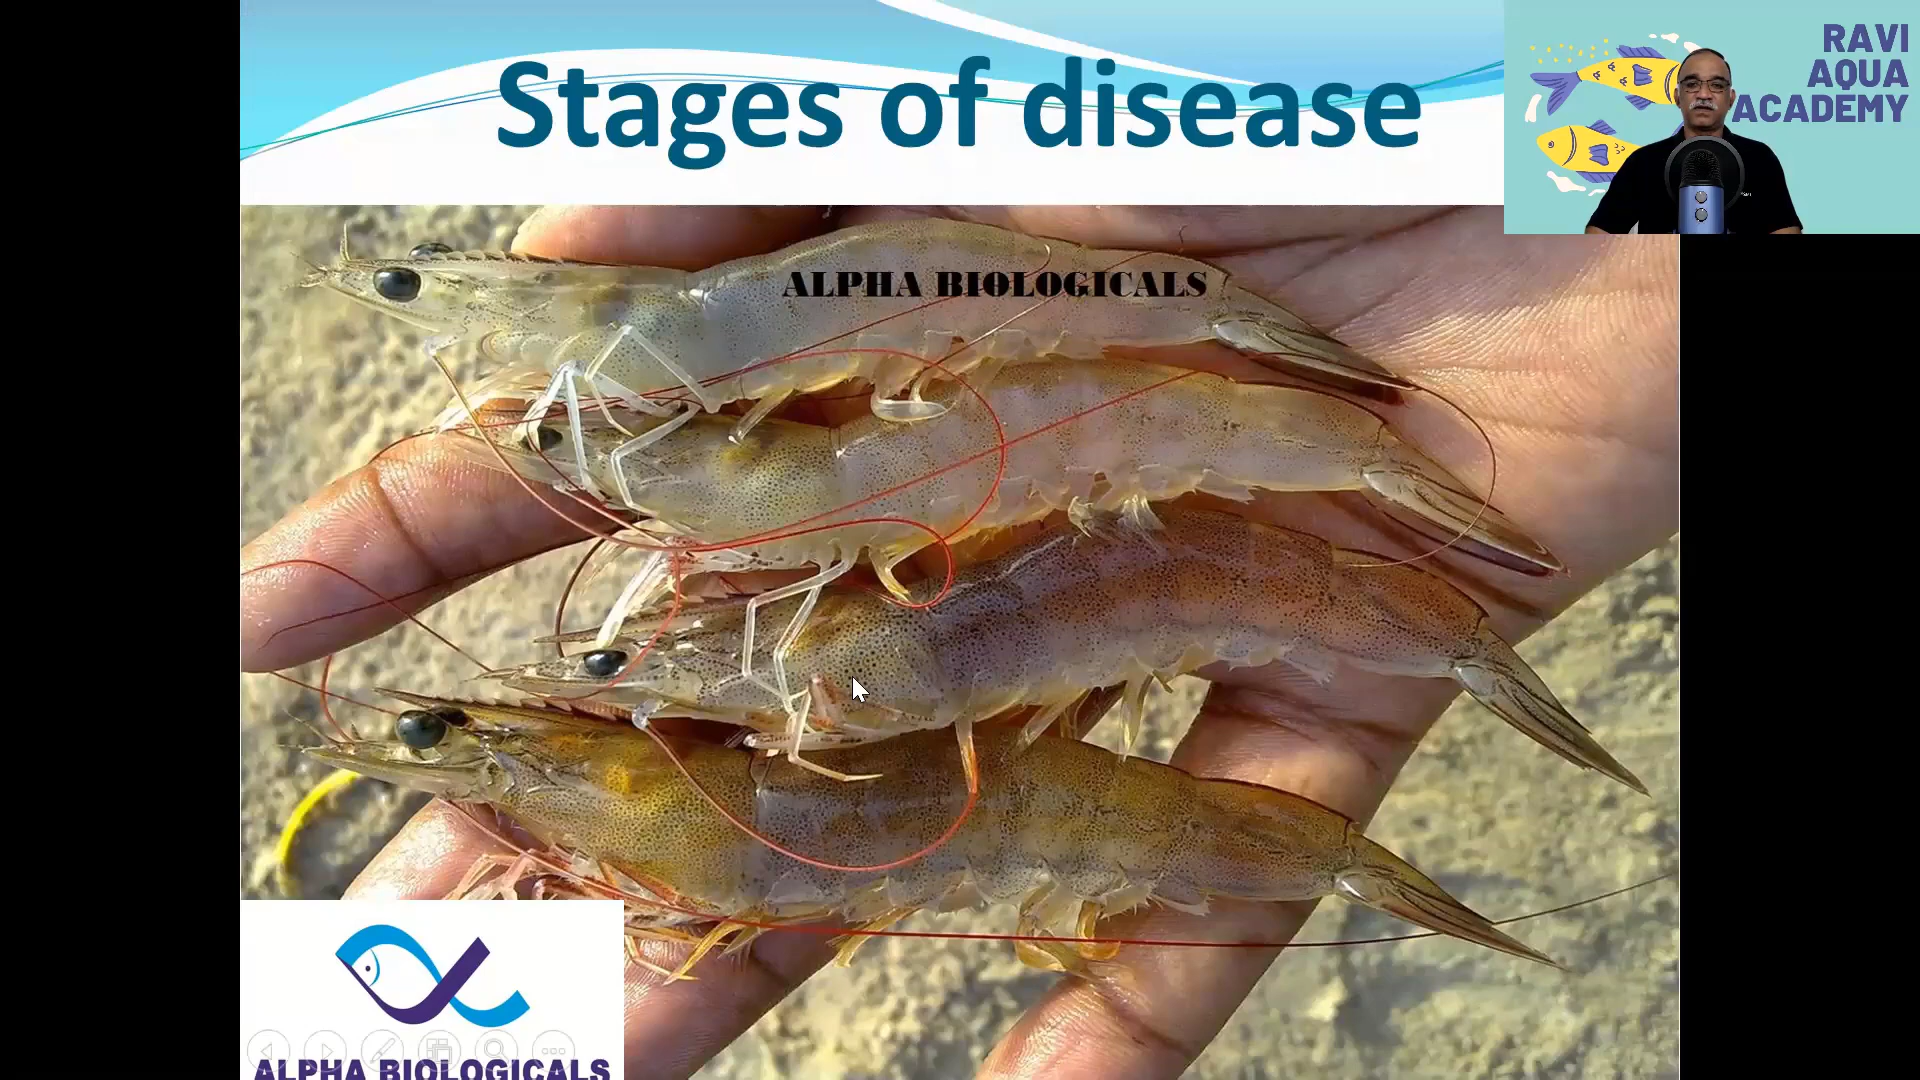 Stages of disease
RAVI
AQUA
ACADEMY
ALPHA BIOLOGICALS
ALPHA BIOLOGICALS